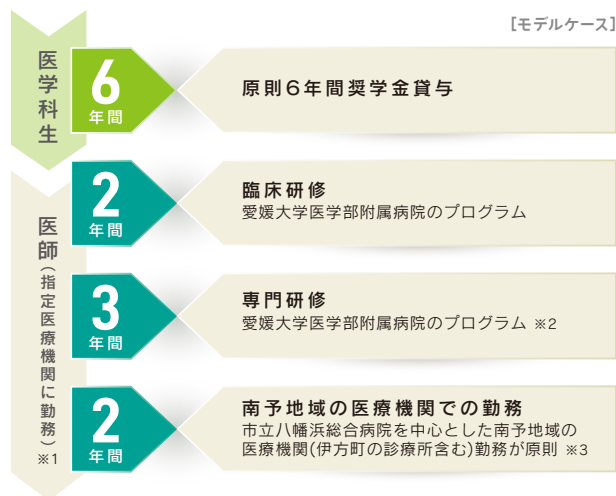 [モデルケース]
医学科生
6
年間
原則6年間奨学金貸与
医師(指定医療機関に勤務)
※1
2
年間
臨床研修
愛媛大学医学部附属病院のプログラム
3
年間
専門研修
愛媛大学医学部附属病院のプログラム ※2
2
年間
南予地域の医療機関での勤務
市立八幡浜総合病院を中心とした南予地域の
医療機関(伊方町の診療所含む)勤務が原則 ※3